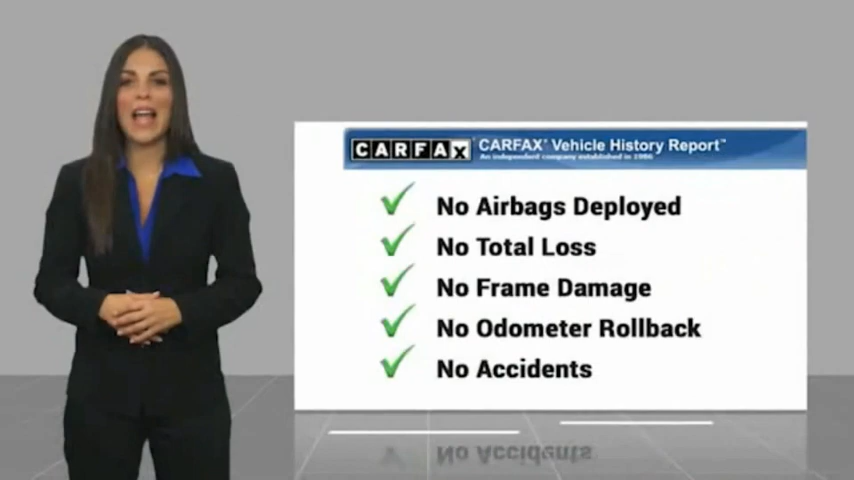 CARFAX CARFAX® Vehicle History Report™
An independent company established in 1986
No Airbags Deployed
No Total Loss
No Frame Damage
No Odometer Rollback
No Accidents
No Accidents